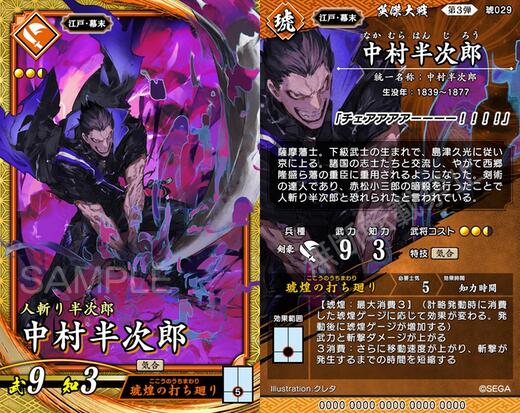 江戸・幕末
SAMPLE
人斬り半次郎
中村半次郎
気合
武9 知3
ここうのうちまわり
琥煌の打ち廻り
5
琥
江戸・幕末
英傑大戦
第3弾
琥029
なか むら はん じ ろう
中村半次郎
統一名称:中村半次郎
生没年:1839~1877
「チェアアアアーーーー!!!!」
薩摩藩士。下級武士の生まれで、島津久光に従い
京に上る。諸国の志士たちと交流し、やがて西郷
隆盛ら藩の重臣に重用されるようになった。剣術
の達人であり、赤松小三郎の暗殺を行ったことで
人斬り半次郎と恐れられたと言われている。
兵種
剣豪
武力
9
知力
3
武将コスト
特技
気合
ここうのうちまわり
琥煌の打ち廻り
必要士気
5
効果時間
知力時間
効果範囲
【琥煌:最大消費3】(計略発動時に消費
した琥煌ゲージに応じて効果が変わる。発
動後に琥煌ゲージが増加する)
武力と斬撃ダメージが上がる
3消費:さらに移動速度が上がり、斬撃が
発生するまでの時間を短縮する
Illustration:クレタ
©SEGA
0000 0000 0000 0000 0000